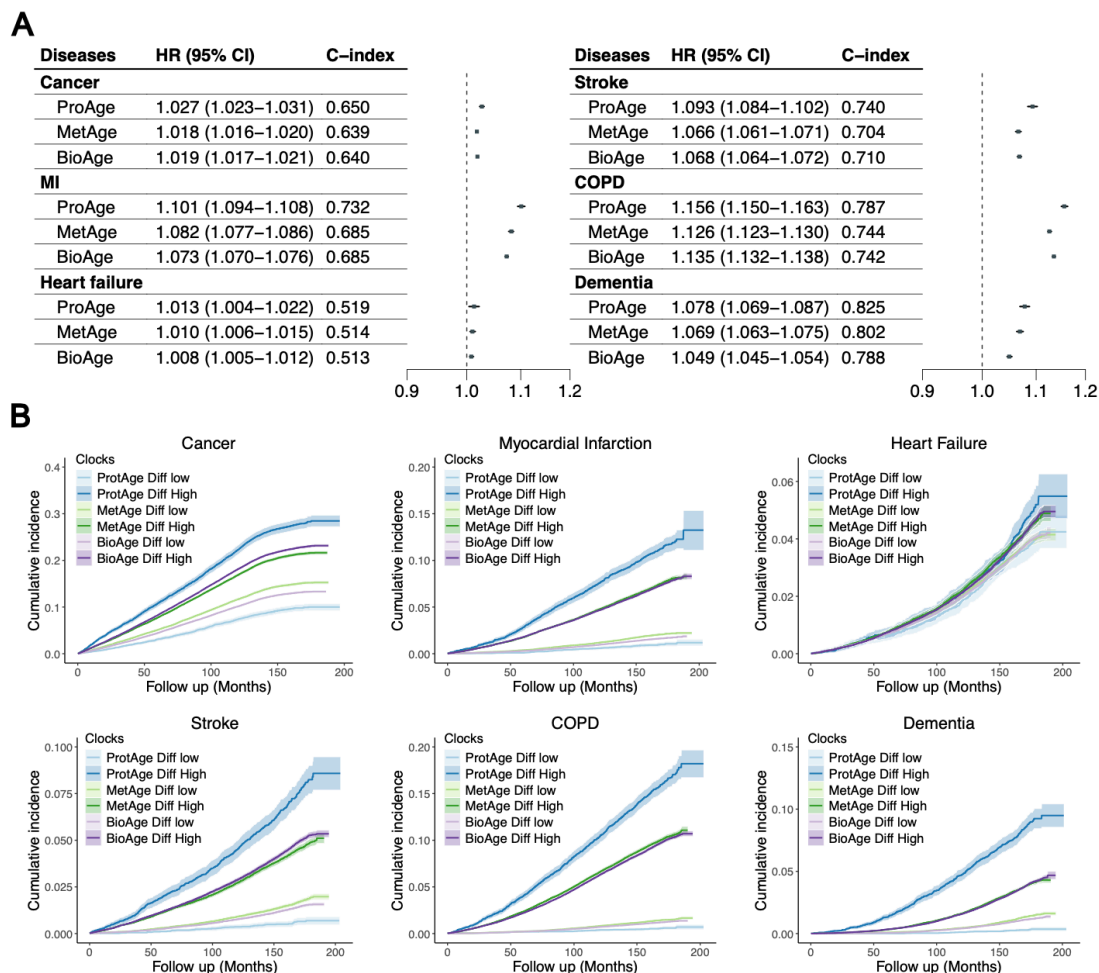 A
Diseases HR (95% CI) C−index
Cancer
ProAge 1.027 (1.023−1.031) 0.650
MetAge 1.018 (1.016−1.020) 0.639
BioAge 1.019 (1.017−1.021) 0.640
MI
ProAge 1.101 (1.094−1.108) 0.732
MetAge 1.082 (1.077−1.086) 0.685
BioAge 1.073 (1.070−1.076) 0.685
Heart failure
ProAge 1.013 (1.004−1.022) 0.519
MetAge 1.010 (1.006−1.015) 0.514
BioAge 1.008 (1.005−1.012) 0.513
0.9 1.0 1.1 1.2
Diseases HR (95% CI) C−index
Stroke
ProAge 1.093 (1.084−1.102) 0.740
MetAge 1.066 (1.061−1.071) 0.704
BioAge 1.068 (1.064−1.072) 0.710
COPD
ProAge 1.156 (1.150−1.163) 0.787
MetAge 1.126 (1.123−1.130) 0.744
BioAge 1.135 (1.132−1.138) 0.742
Dementia
ProAge 1.078 (1.069−1.087) 0.825
MetAge 1.069 (1.063−1.075) 0.802
BioAge 1.049 (1.045−1.054) 0.788
0.9 1.0 1.1 1.2
B
Cancer
Clocks
ProtAge Diff low
ProtAge Diff High
MetAge Diff low
MetAge Diff High
BioAge Diff low
BioAge Diff High
Cumulative incidence
0.4
0.3
0.2
0.1
0.0
0 50 100 150 200
Follow up (Months)
Myocardial Infarction
Clocks
ProtAge Diff low
ProtAge Diff High
MetAge Diff low
MetAge Diff High
BioAge Diff low
BioAge Diff High
Cumulative incidence
0.20
0.15
0.10
0.05
0.00
0 50 100 150 200
Follow up (Months)
Heart Failure
Clocks
ProtAge Diff low
ProtAge Diff High
MetAge Diff low
MetAge Diff High
BioAge Diff low
BioAge Diff High
Cumulative incidence
0.06
0.04
0.02
0.00
0 50 100 150 200
Follow up (Months)
Stroke
Clocks
ProtAge Diff low
ProtAge Diff High
MetAge Diff low
MetAge Diff High
BioAge Diff low
BioAge Diff High
Cumulative incidence
0.100
0.075
0.050
0.025
0.000
0 50 100 150 200
Follow up (Months)
COPD
Clocks
ProtAge Diff low
ProtAge Diff High
MetAge Diff low
MetAge Diff High
BioAge Diff low
BioAge Diff High
Cumulative incidence
0.20
0.15
0.10
0.05
0.00
0 50 100 150 200
Follow up (Months)
Dementia
Clocks
ProtAge Diff low
ProtAge Diff High
MetAge Diff low
MetAge Diff High
BioAge Diff low
BioAge Diff High
Cumulative incidence
0.15
0.10
0.05
0.00
0 50 100 150 200
Follow up (Months)